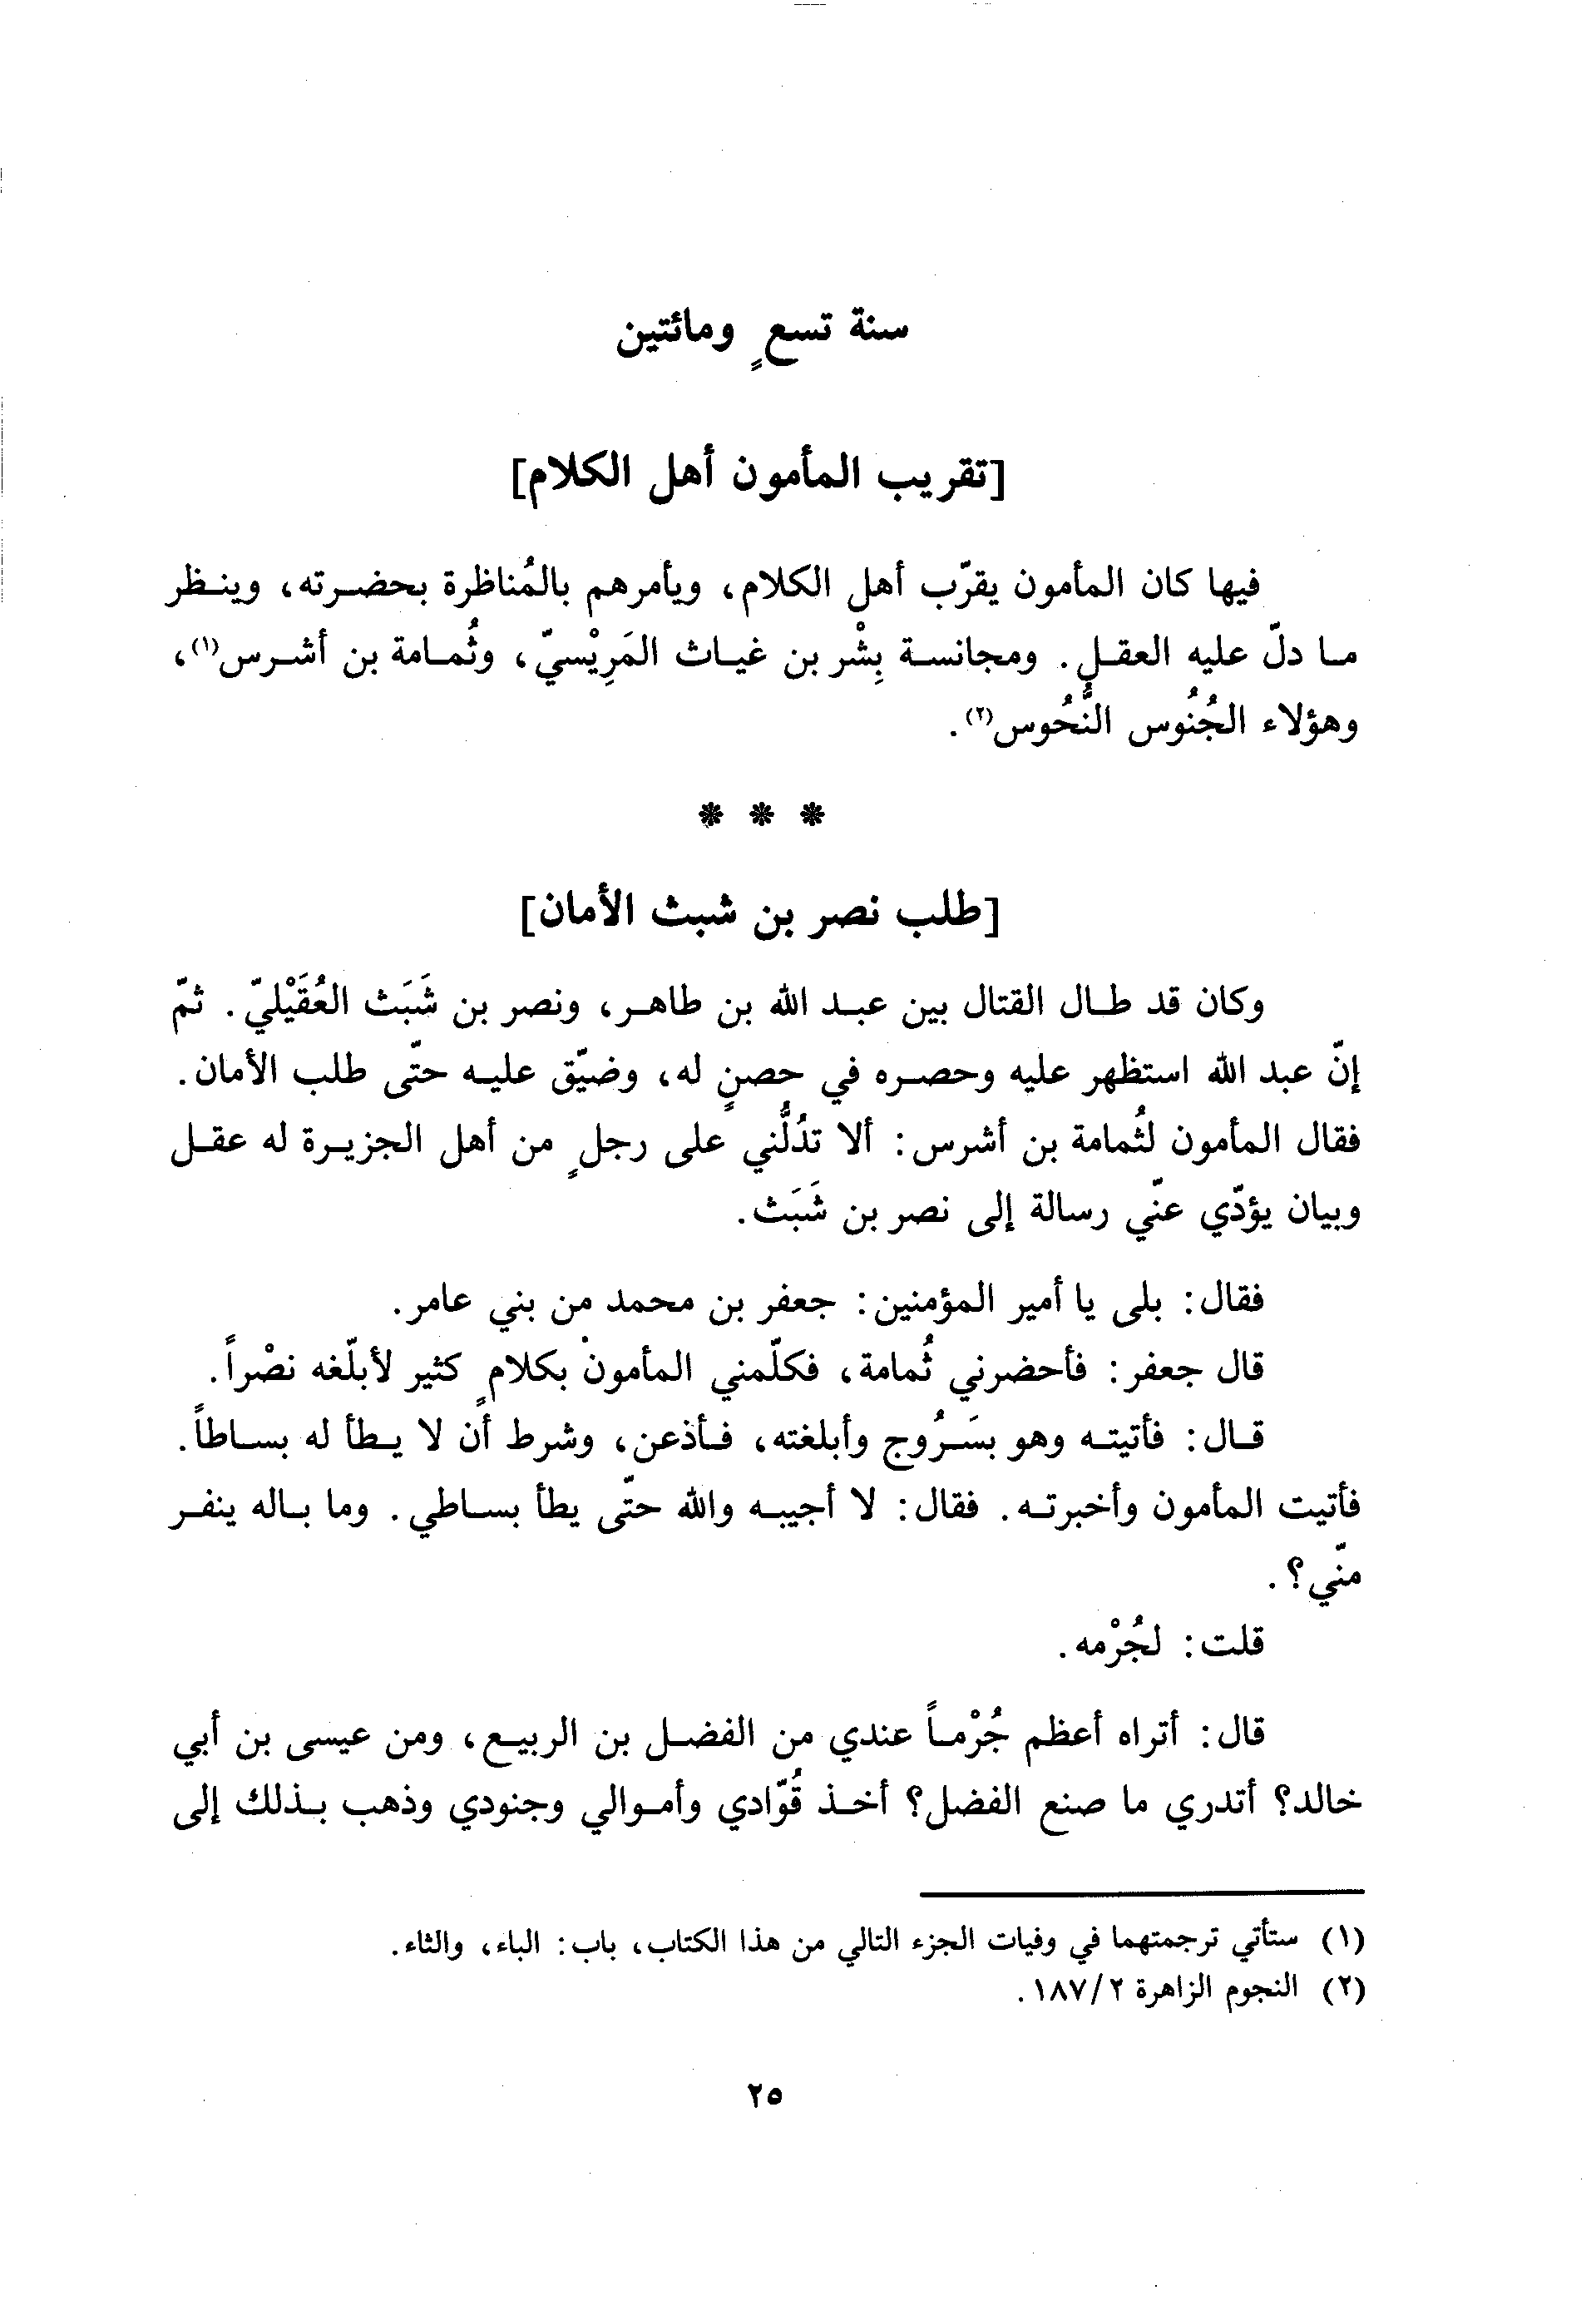 سنة تسعٍ ومائتين
[تقريب المأمون أهل الكلام]
فيها كان المأمون يقرّب أهل الكلام، ويأمرهم بالمُناظرة بحضرته، وينظر
ما دلّ عليه العقل. ومجانسة بِشْر بن غياث المَرِيْسيّ، وثُمامة بن أشرس(١)،
وهؤلاء الجُنُوس النُّحُوس(٢).
* * *
[طلب نصر بن شبث الأمان]
وكان قد طال القتال بين عبد الله بن طاهر، ونصر بن شَبَث العُقَيْليّ. ثمّ
إنّ عبد الله استظهر عليه وحصره في حصنٍ له، وضيّق عليه حتّى طلب الأمان.
فقال المأمون لثُمامة بن أشرس: ألا تدُلُّني على رجلٍ من أهل الجزيرة له عقل
وبيان يؤدّي عنّي رسالة إلى نصر بن شَبَث.
فقال: بلى يا أمير المؤمنين: جعفر بن محمد من بني عامر.
قال جعفر: فأحضرني ثُمامة، فكلّمني المأمون بكلامٍ كثير لأبلّغه نصْراً.
قال: فأتيته وهو بسَرُوج وأبلغته، فأذعن، وشرط أن لا يطأ له بساطاً.
فأتيت المأمون وأخبرته. فقال: لا أجيبه والله حتّى يطأ بساطي. وما باله ينفر
منّي؟.
قلت: لجُرْمه.
قال: أتراه أعظم جُرْماً عندي من الفضل بن الربيع، ومن عيسى بن أبي
خالد؟ أتدري ما صنع الفضل؟ أخذ قُوّادي وأموالي وجنودي وذهب بذلك إلى
(١) ستأتي ترجمتهما في وفيات الجزء التالي من هذا الكتاب، باب: الباء، والثاء.
(٢) النجوم الزاهرة ٢/١٨٧.
٢٥